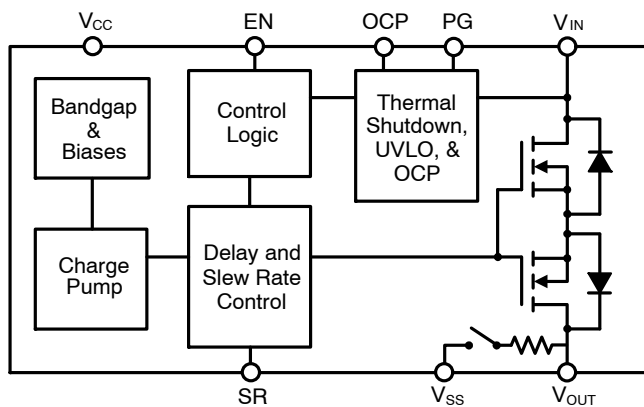 VCC
EN
OCP
PG
VIN
Bandgap
&
Biases
Control
Logic
Thermal
Shutdown,
UVLO, &
OCP
Charge
Pump
Delay and
Slew Rate
Control
SR
VSS
VOUT